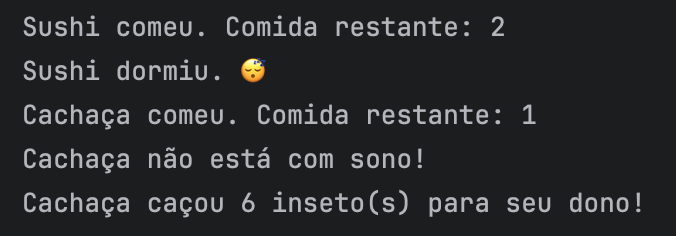 Sushi comeu. Comida restante: 2
Sushi dormiu. 😴
Cachaça comeu. Comida restante: 1
Cachaça não está com sono!
Cachaça caçou 6 inseto(s) para seu dono!